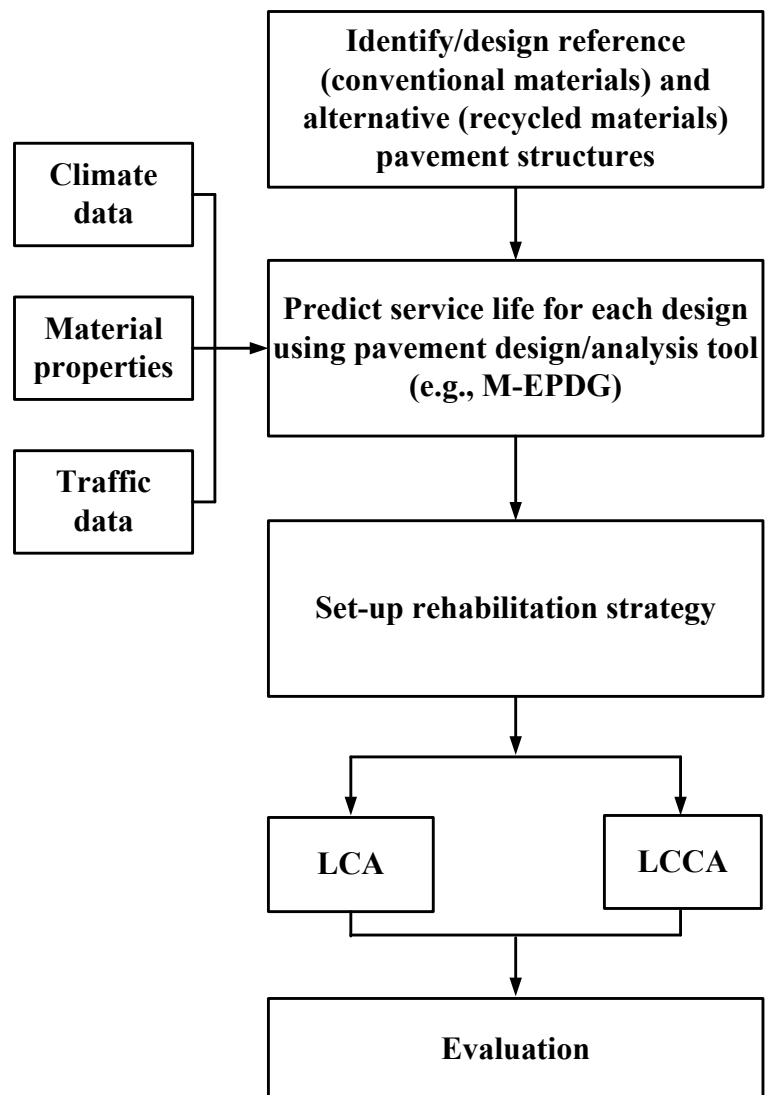 Identify/design reference
(conventional materials) and
alternative (recycled materials)
pavement structures
Climate
data
Material
properties
Traffic
data
Predict service life for each design
using pavement design/analysis tool
(e.g., M-EPDG)
Set-up rehabilitation strategy
LCA
LCCA
Evaluation